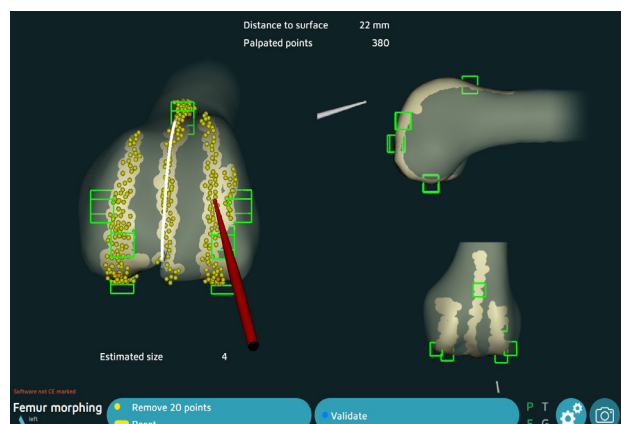 Distance to surface 22 mm
Palpated points 380
Estimated size 4
Software not CE marked
Femur morphing
left
Remove 20 points
Reset
Validate
P T
F G